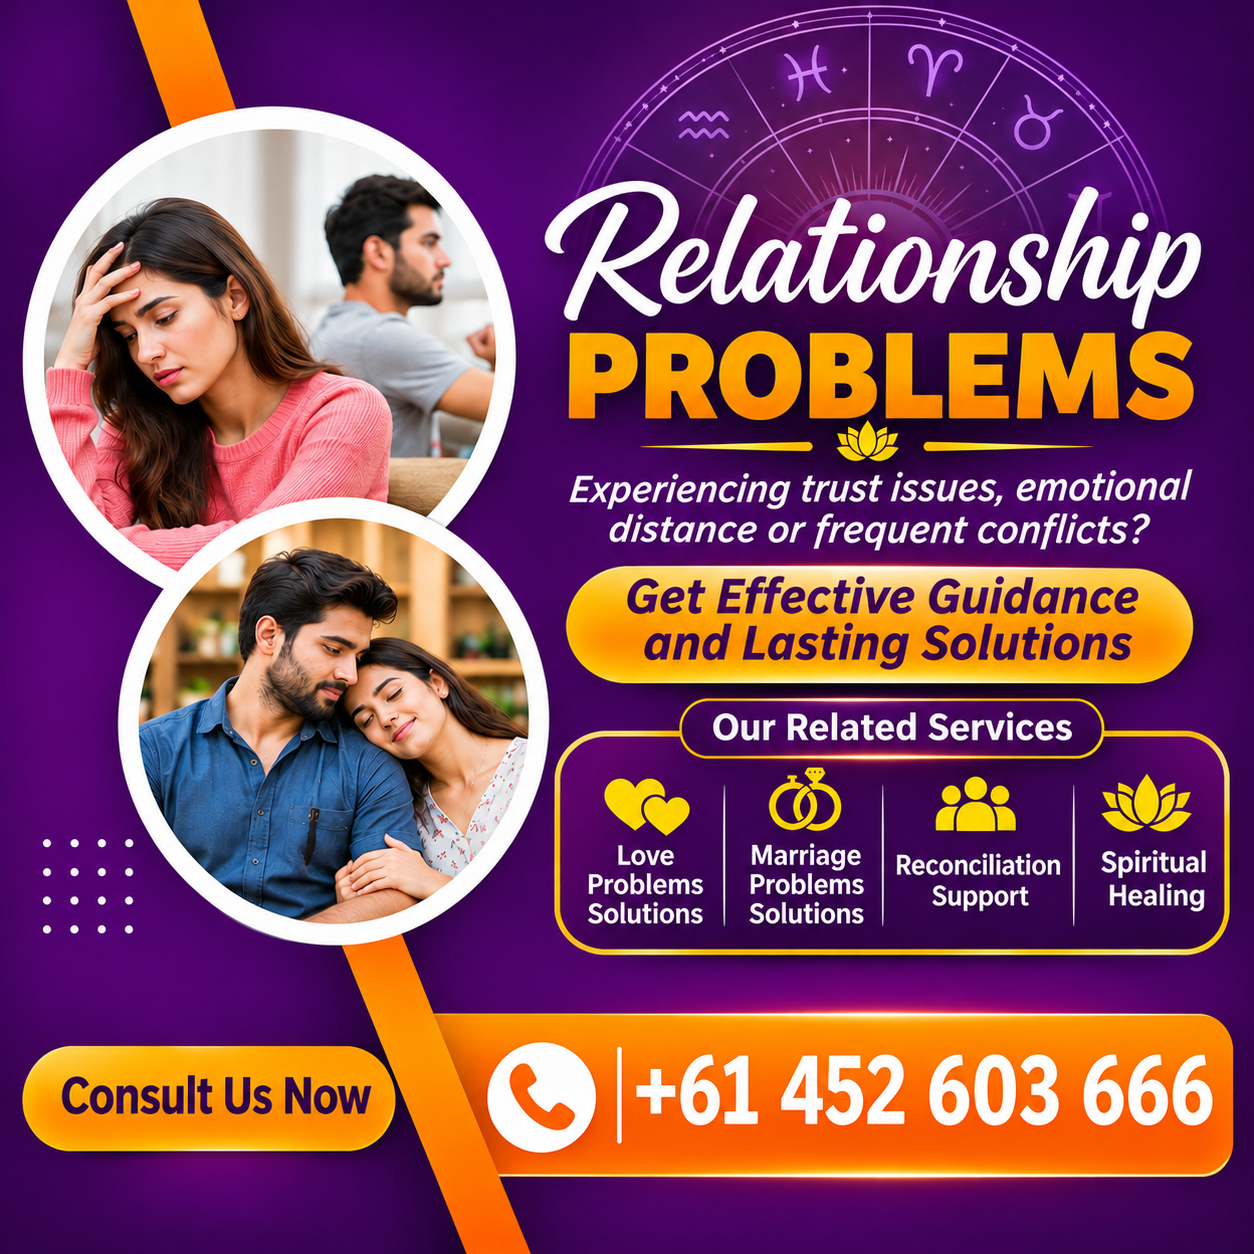 Relationship
PROBLEMS
Experiencing trust issues, emotional
distance or frequent conflicts?
Get Effective Guidance
and Lasting Solutions
Our Related Services
Love
Problems
Solutions
Marriage
Problems
Solutions
Reconciliation
Support
Spiritual
Healing
Consult Us Now
+61 452 603 666